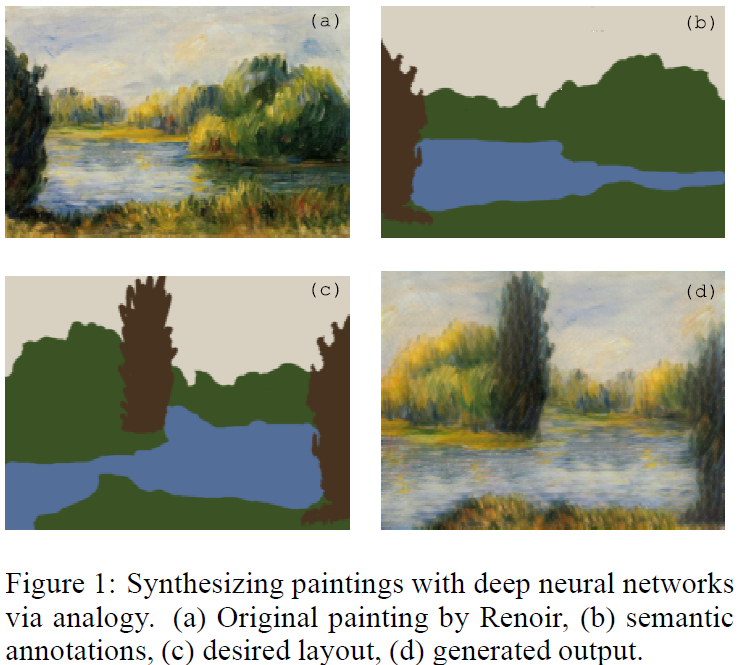 (a)
(b)
(c)
(d)
Figure 1: Synthesizing paintings with deep neural networks
via analogy. (a) Original painting by Renoir, (b) semantic
annotations, (c) desired layout, (d) generated output.